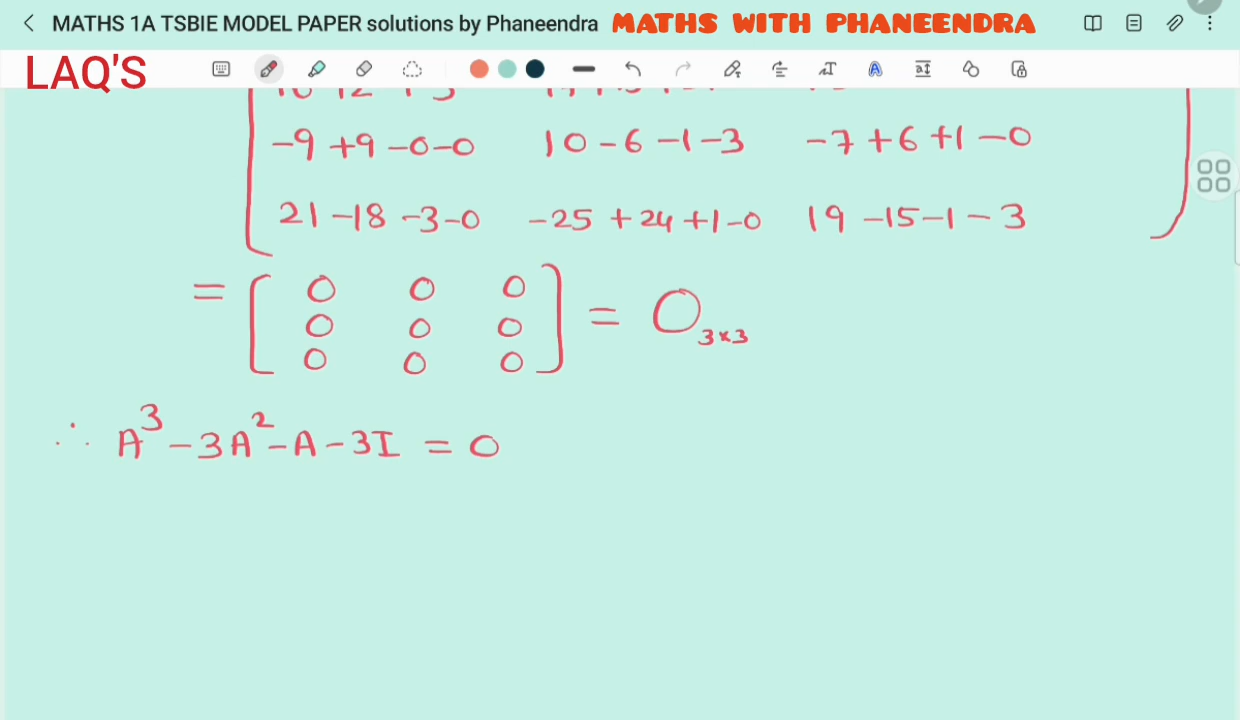 MATHS 1A TSBIE MODEL PAPER solutions by Phaneendra MATHS WITH PHANEENDRA
LAQ'S
-9 +9 -0-0 10 -6 -1 -3 -7 +6 +1 -0
21 -18 -3 -0 -25 +24 +1 -0 19 -15 -1 -3
= [ 0 0 0
0 0 0
0 0 0 ] = O₃ₓ₃
∴ A³ - 3A² - A - 3I = 0